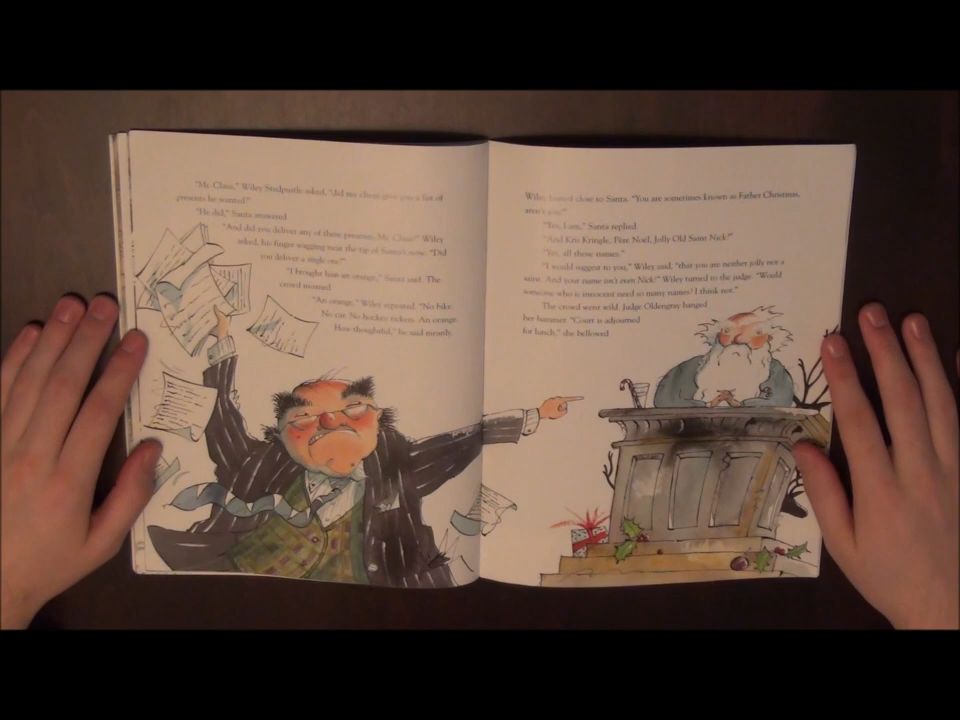 "Mr. Claus," Wiley Studpustle asked, "did my client give you a list of
presents he wanted?"
"He did," Santa answered
"And did you deliver any of these presents, Mr. Claus?" Wiley
asked, his finger wagging near the tip of Santa's nose. "Did
you deliver a single one?"
"I brought him an orange," Santa said. The
crowd moaned
"An orange," Wiley repeated. "No bike.
No car. No hockey tickets. An orange.
How thoughtful," he said smartly.
Wiley leaned close to Santa. "You are sometimes known as Father Christmas,
aren't you?"
"Yes, I am," Santa replied
"And Kris Kringle, Père Noël, Jolly Old Saint Nick?"
"Yes, all those names."
"I would suggest to you," Wiley said, "that you are neither jolly nor a
saint. And your name isn't even Nick!" Wiley turned to the judge. "Would
someone who is innocent need so many names? I think not."
The crowd went wild. Judge Oldengray banged
her hammer. "Court is adjourned
for lunch," she bellowed